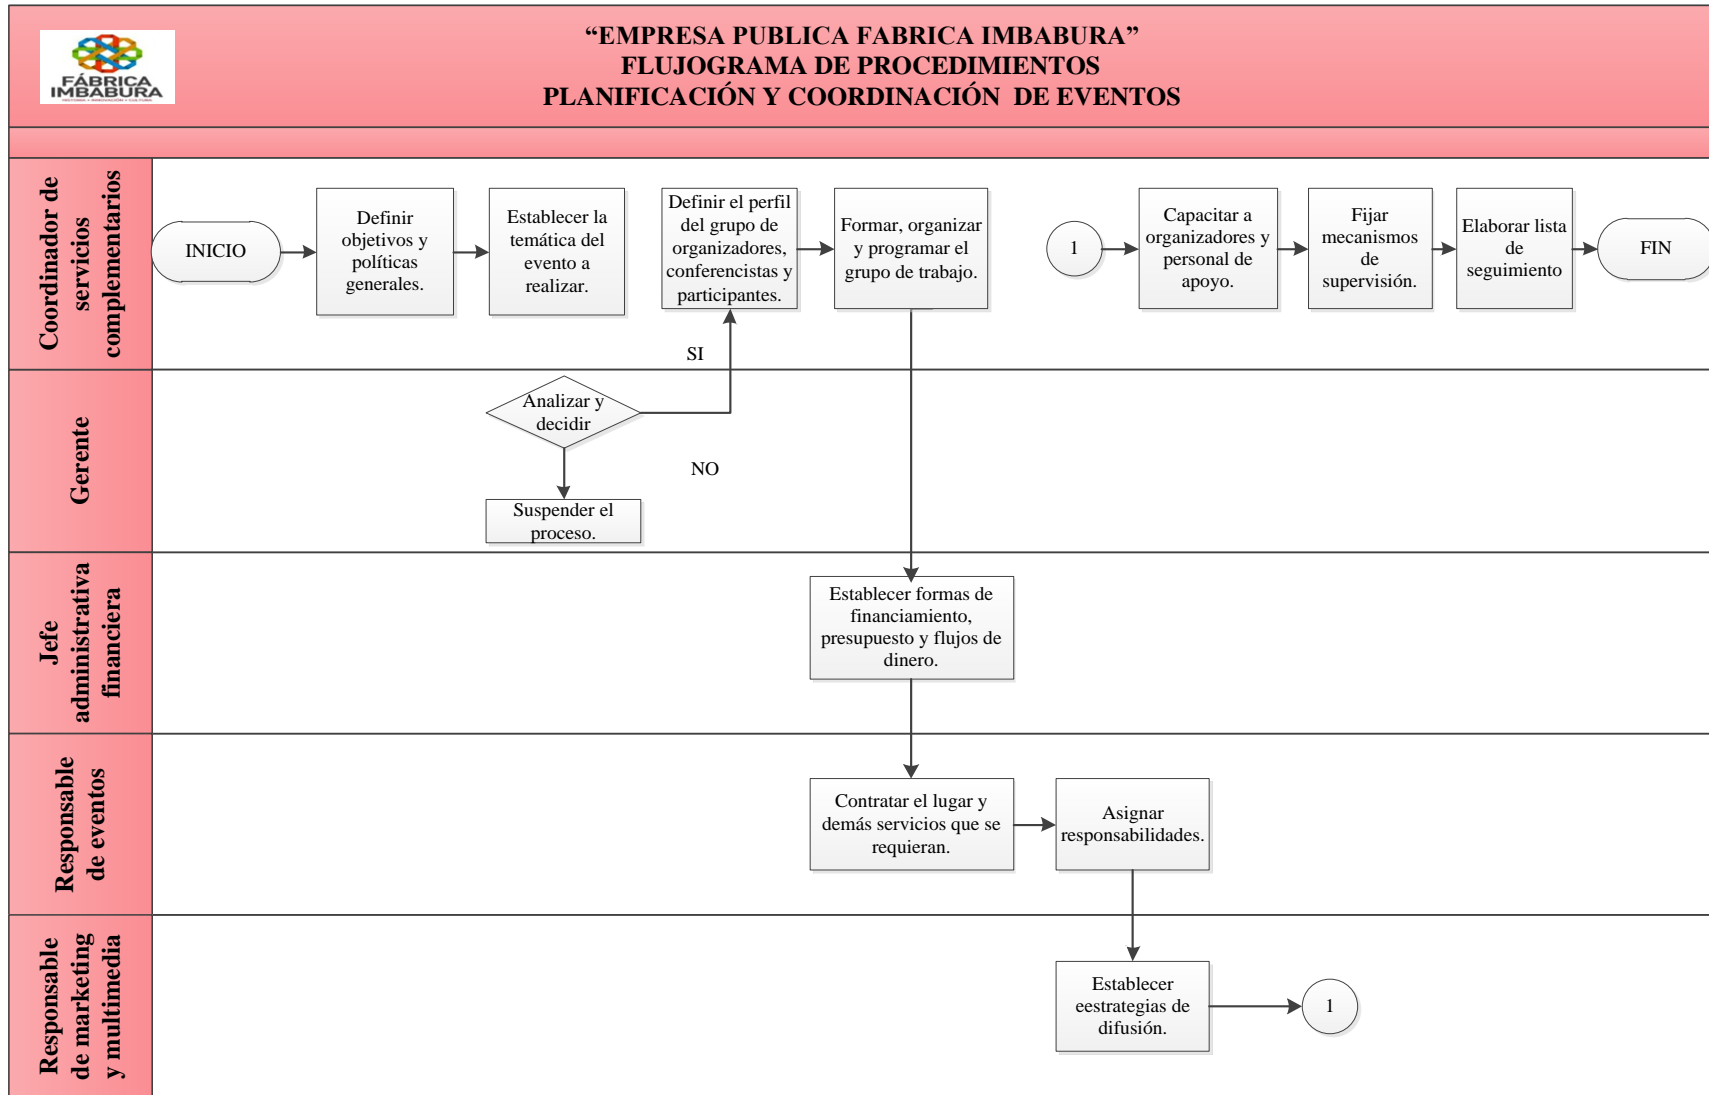 “EMPRESA PUBLICA FABRICA IMBABURA”
FLUJOGRAMA DE PROCEDIMIENTOS
PLANIFICACIÓN Y COORDINACIÓN DE EVENTOS
FÁBRICA
IMBABURA
Coordinador de
servicios
complementarios
INICIO
Definir
objetivos y
políticas
generales.
Establecer la
temática del
evento a
realizar.
Definir el perfil
del grupo de
organizadores,
conferencistas y
participantes.
Formar, organizar
y programar el
grupo de trabajo.
1
Capacitar a
organizadores y
personal de
apoyo.
Fijar
mecanismos
de
supervisión.
Elaborar lista
de
seguimiento
FIN
SI
Gerente
Analizar y
decidir
NO
Suspender el
proceso.
Jefe
administrativa
financiera
Establecer formas de
financiamiento,
presupuesto y flujos de
dinero.
Responsable
de eventos
Contratar el lugar y
demás servicios que se
requieran.
Asignar
responsabilidades.
Responsable
de marketing
y multimedia
Establecer
eestrategias de
difusión.
1